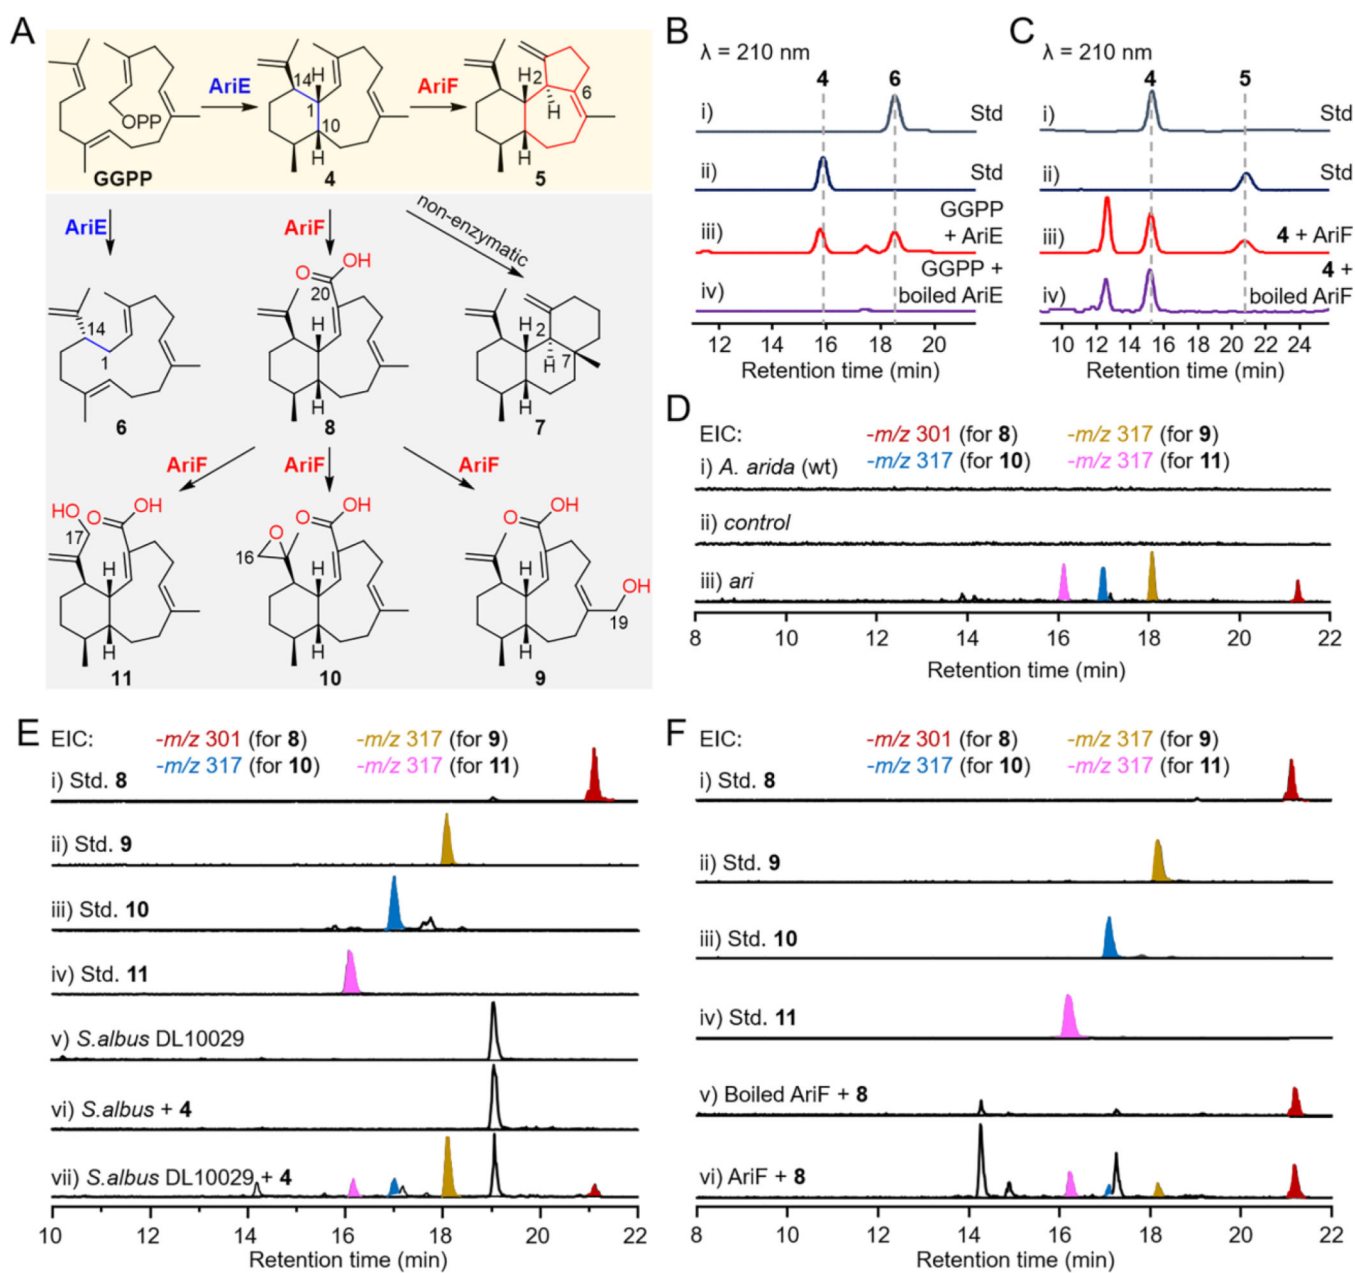 A
GGPP
OPP
AriE
14
H
1
10
H
4
AriF
H
2
H
6
H
5
AriE
AriF
non-enzymatic
14
1
6
O
OH
20
H
H
8
H
2
H
7
H
7
AriF
AriF
AriF
HO
17
O
OH
H
H
11
O
16
O
OH
H
H
10
O
OH
H
OH
19
H
9
B
λ = 210 nm
4
6
i)
Std
ii)
Std
iii)
GGPP
+ AriE
iv)
GGPP +
boiled AriE
12 14 16 18 20
Retention time (min)
C
λ = 210 nm
4
5
i)
Std
ii)
Std
iii)
4 + AriF
iv)
4 +
boiled AriF
10 12 14 16 18 20 22 24
Retention time (min)
D
EIC: -m/z 301 (for 8) -m/z 317 (for 9)
-m/z 317 (for 10) -m/z 317 (for 11)
i) A. arida (wt)
ii) control
iii) ari
8 10 12 14 16 18 20 22
Retention time (min)
E
EIC: -m/z 301 (for 8) -m/z 317 (for 9)
-m/z 317 (for 10) -m/z 317 (for 11)
i) Std. 8
ii) Std. 9
iii) Std. 10
iv) Std. 11
v) S.albus DL10029
vi) S.albus + 4
vii) S.albus DL10029 + 4
10 12 14 16 18 20 22
Retention time (min)
F
EIC: -m/z 301 (for 8) -m/z 317 (for 9)
-m/z 317 (for 10) -m/z 317 (for 11)
i) Std. 8
ii) Std. 9
iii) Std. 10
iv) Std. 11
v) Boiled AriF + 8
vi) AriF + 8
8 10 12 14 16 18 20 22
Retention time (min)